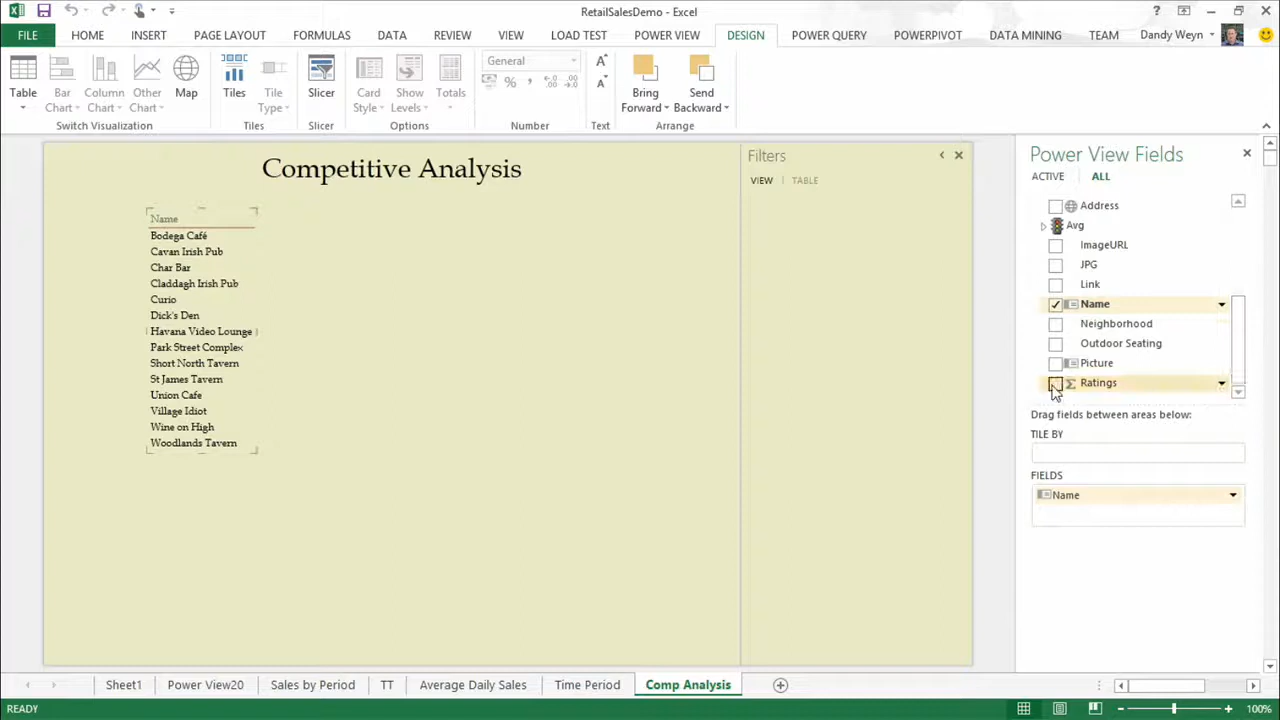 RetailSalesDemo - Excel
FILE HOME INSERT PAGE LAYOUT FORMULAS DATA REVIEW VIEW LOAD TEST POWER VIEW DESIGN POWER QUERY POWERPIVOT DATA MINING TEAM Dandy Weyn
General
Table Bar Chart Column Chart Other Chart Map Tiles Tile Type Slicer Card Style Show Levels Totals Bring Forward Send Backward
Switch Visualization Tiles Slicer Options Number Text Arrange
Competitive Analysis
Name
Bodega Café
Cavan Irish Pub
Char Bar
Claddagh Irish Pub
Curio
Dick's Den
Havana Video Lounge
Park Street Complex
Short North Tavern
St James Tavern
Union Cafe
Village Idiot
Wine on High
Woodlands Tavern
Filters
VIEW | TABLE
Power View Fields
ACTIVE ALL
Address
Avg
ImageURL
JPG
Link
Name
Neighborhood
Outdoor Seating
Picture
Σ Ratings
Drag fields between areas below:
TILE BY
FIELDS
Name
Sheet1 Power View20 Sales by Period TT Average Daily Sales Time Period Comp Analysis
READY 100%